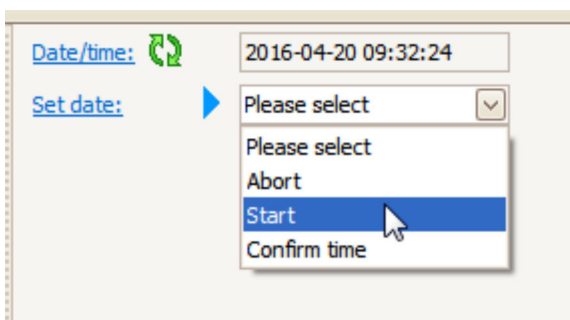 Date/time: 2016-04-20 09:32:24
Set date: Please select
Please select
Abort
Start
Confirm time